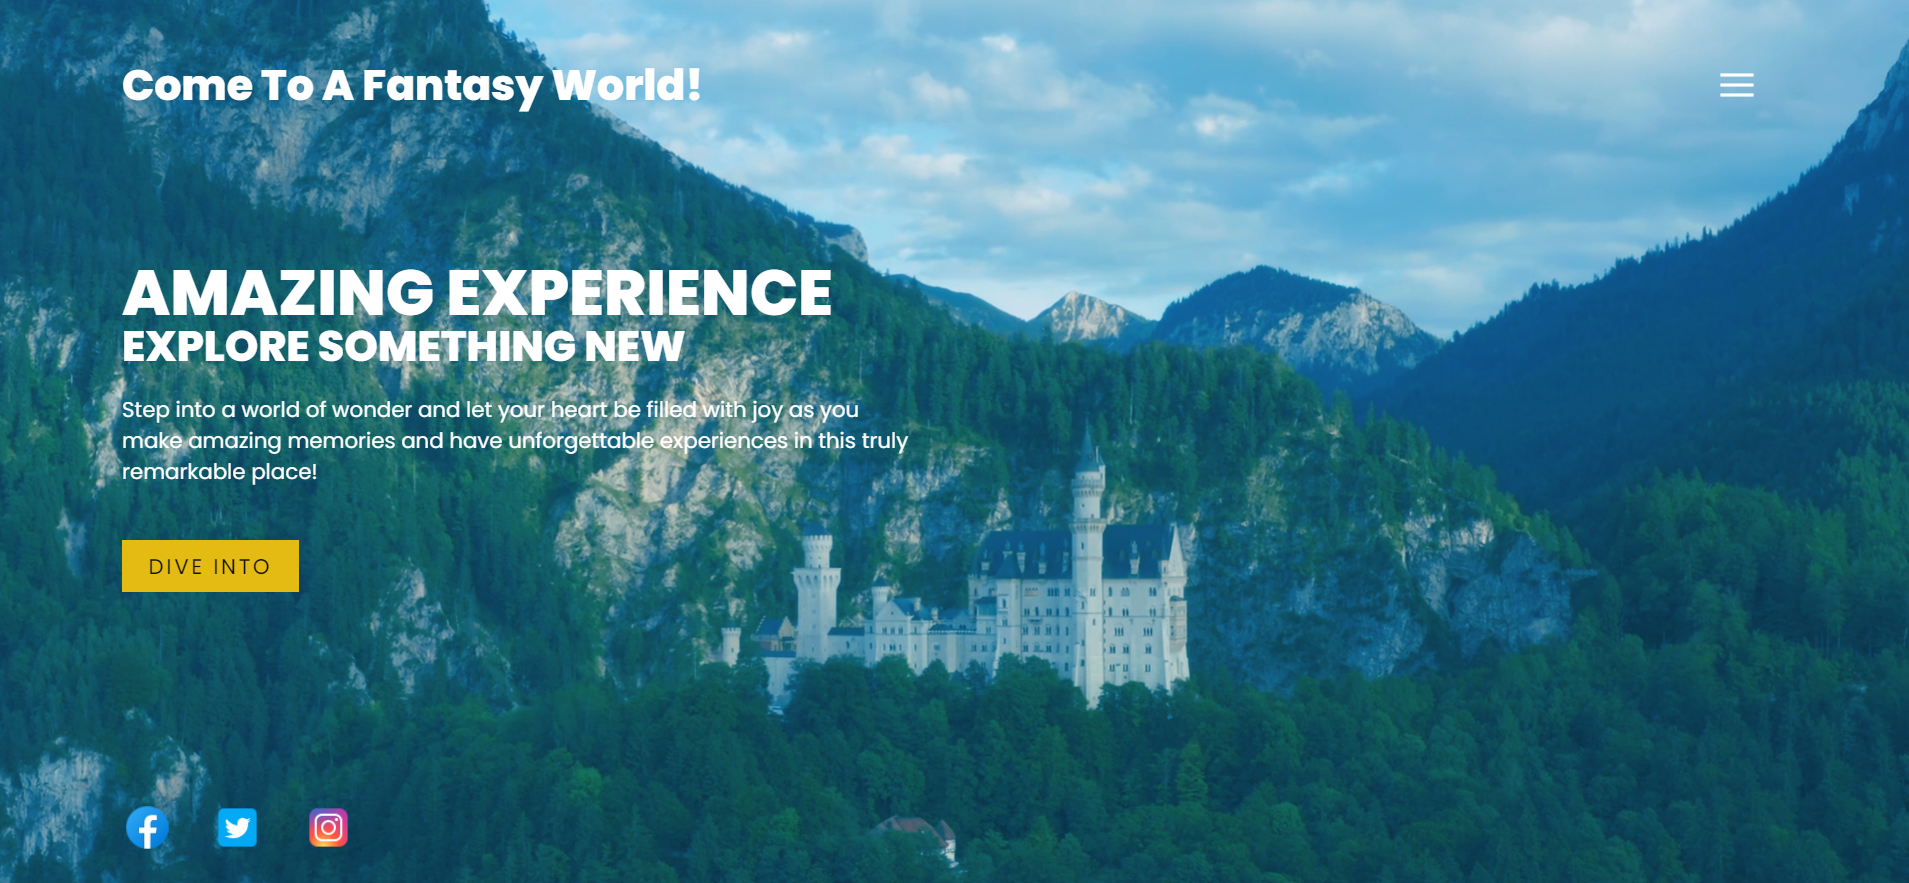 Come To A Fantasy World!
AMAZING EXPERIENCE
EXPLORE SOMETHING NEW
Step into a world of wonder and let your heart be filled with joy as you
make amazing memories and have unforgettable experiences in this truly
remarkable place!
DIVE INTO